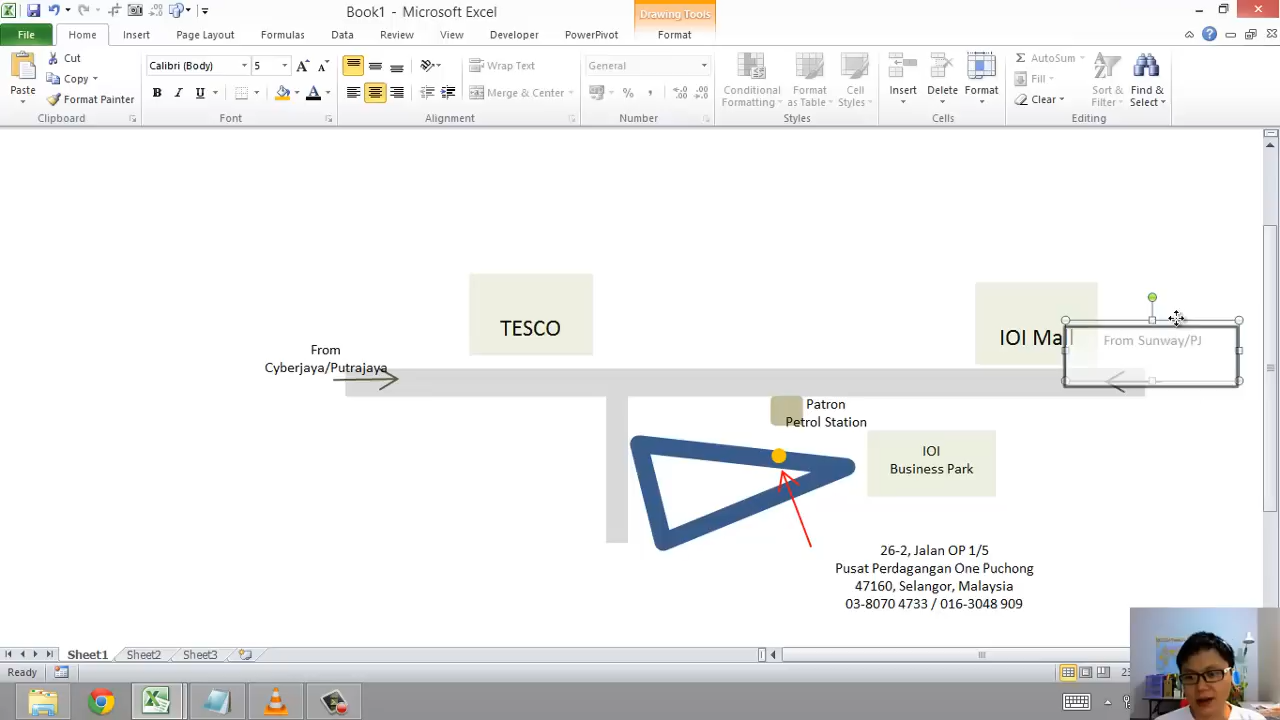 Book1 - Microsoft Excel
Drawing Tools
File
Home
Insert
Page Layout
Formulas
Data
Review
View
Developer
PowerPivot
Format
Paste
Cut
Copy
Format Painter
Clipboard
Calibri (Body)
5
B I U
Font
Wrap Text
Merge & Center
Alignment
General
Number
Conditional
Formatting
Format
as Table
Cell
Styles
Styles
Insert
Delete
Format
Cells
AutoSum
Fill
Clear
Sort &
Filter
Find &
Select
Editing
TESCO
IOI Mall
From Sunway/PJ
From
Cyberjaya/Putrajaya
Patron
Petrol Station
IOI
Business Park
26-2, Jalan OP 1/5
Pusat Perdagangan One Puchong
47160, Selangor, Malaysia
03-8070 4733 / 016-3048 909
Sheet1
Sheet2
Sheet3
Ready